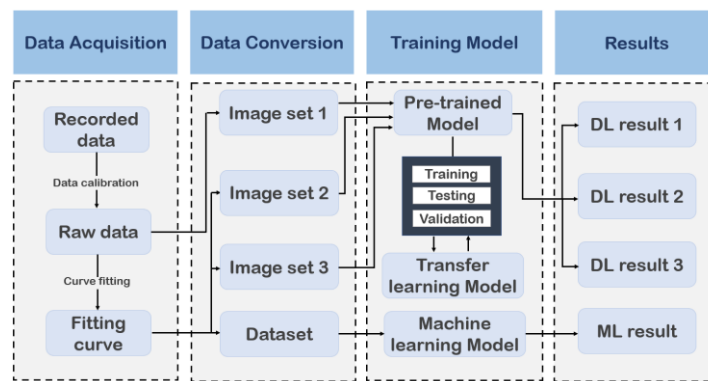 Data Acquisition
Data Conversion
Training Model
Results
Recorded
data
Data calibration
Raw data
Curve fitting
Fitting
curve
Image set 1
Image set 2
Image set 3
Dataset
Pre-trained
Model
Training
Testing
Validation
Transfer
learning Model
Machine
learning Model
DL result 1
DL result 2
DL result 3
ML result